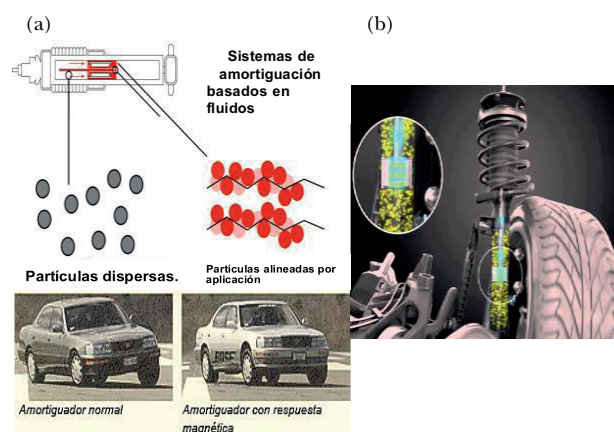 (a)
(b)
Sistemas de
amortiguación
basados en
fluidos
Partículas dispersas.
Partículas alineadas por
aplicación
BOSE
Amortiguador normal
Amortiguador con respuesta
magnética